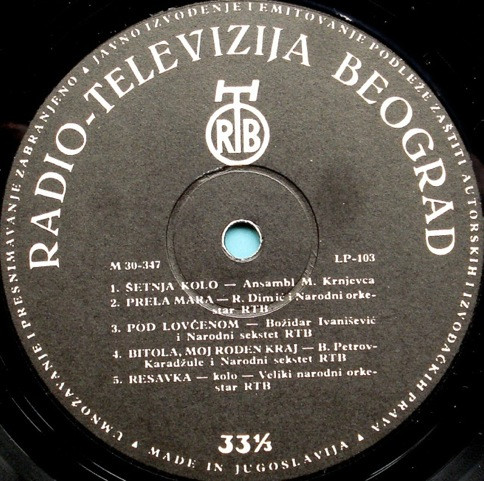 JAVNO IZVOĐENJE I EMITOVANJE PODLEŽE ZAŠTITI AUTORSKIH I IZVOĐAČKIH PRAVA ▲ UMNOŽAVANJE I PRESNIMAVANJE ZABRANJENO ▲
RADIO-TELEVIZIJA BEOGRAD
RTB
M 30-347
LP-103
1. ŠETNJA KOLO — Ansambl M. Krnjevca
2. PRELA MARA — R. Dimić i Narodni orke-
star RTB
3. POD LOVĆENOM — Božidar Ivanišević
i Narodni sekstet RTB
4. BITOLA, MOJ RODEN KRAJ — B. Petrov-
Karadžule i Narodni sekstet RTB
5. RESAVKA — kolo — Veliki narodni orke-
star RTB
33⅓
▲ MADE IN JUGOSLAVIJA ▲